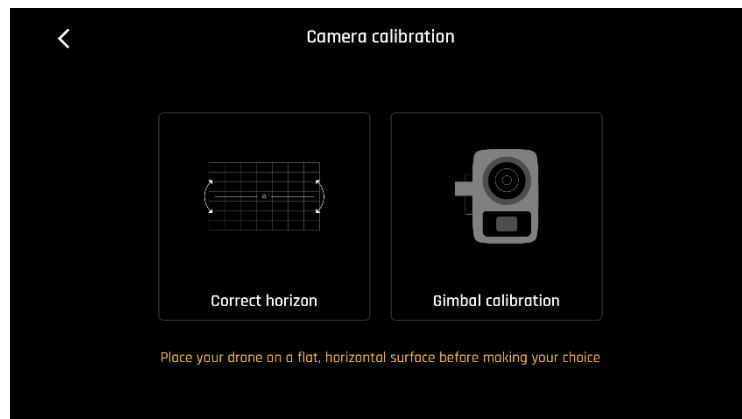 Camera calibration
Correct horizon
Gimbal calibration
Place your drone on a flat, horizontal surface before making your choice